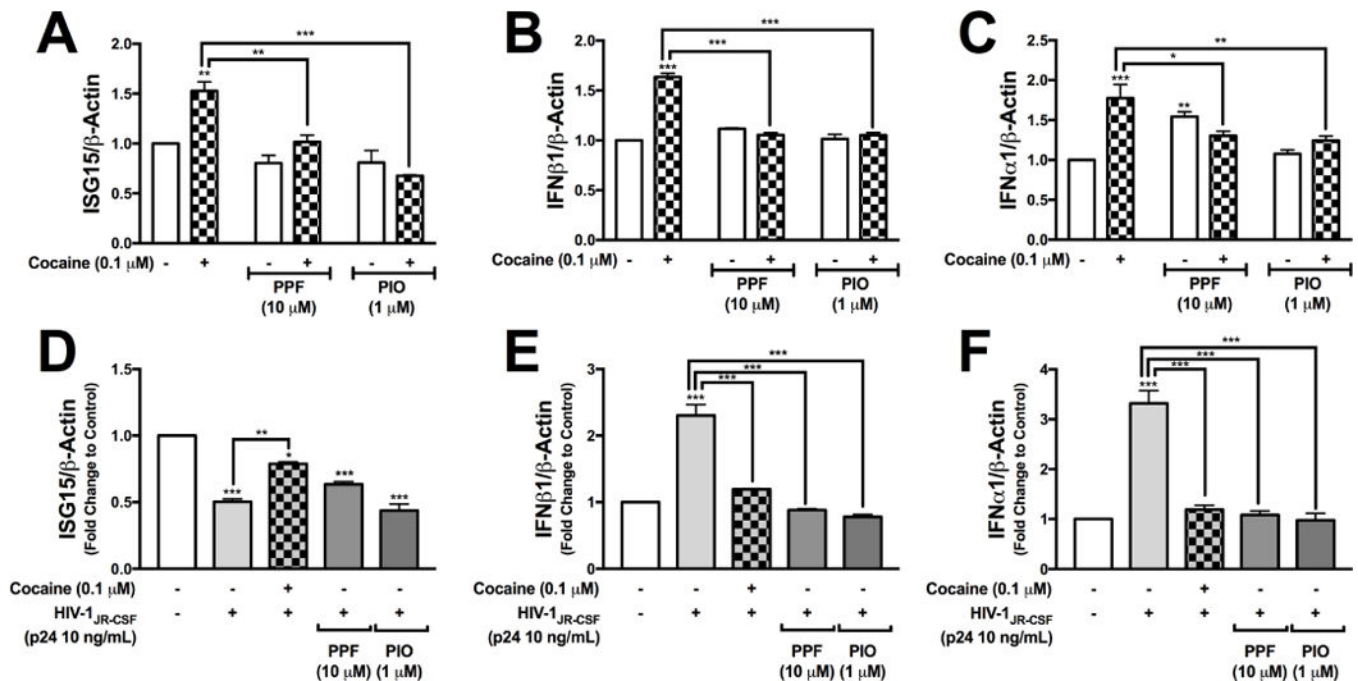 A
ISG15/β-Actin
2.0
1.5
1.0
0.5
0.0
**
**
***
Cocaine (0.1 μM)
- + - + - +
PPF
(10 μM)
PIO
(1 μM)
B
IFNβ1/β-Actin
2.0
1.5
1.0
0.5
0.0
***
***
***
Cocaine (0.1 μM)
- + - + - +
PPF
(10 μM)
PIO
(1 μM)
C
IFNα1/β-Actin
2.5
2.0
1.5
1.0
0.5
0.0
***
**
*
**
Cocaine (0.1 μM)
- + - + - +
PPF
(10 μM)
PIO
(1 μM)
D
ISG15/β-Actin
(Fold Change to Control)
1.5
1.0
0.5
0.0
***
**
*
***
***
Cocaine (0.1 μM)
- - + - -
HIV-1JR-CSF
(p24 10 ng/mL)
- + + + +
PPF
(10 μM)
PIO
(1 μM)
E
IFNβ1/β-Actin
(Fold Change to Control)
3
2
1
0
***
***
***
***
Cocaine (0.1 μM)
- - + - -
HIV-1JR-CSF
(p24 10 ng/mL)
- + + + +
PPF
(10 μM)
PIO
(1 μM)
F
IFNα1/β-Actin
(Fold Change to Control)
4
3
2
1
0
***
***
***
***
Cocaine (0.1 μM)
- - + - -
HIV-1JR-CSF
(p24 10 ng/mL)
- + + + +
PPF
(10 μM)
PIO
(1 μM)